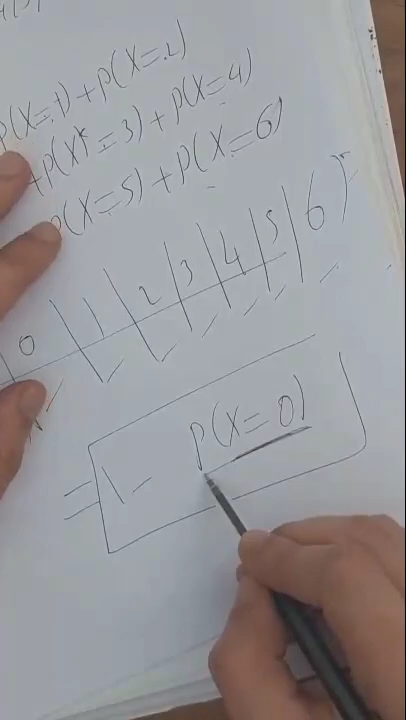 P(X=1)+P(X=2)
+P(X=3)+P(X=4)
P(X=5)+P(X=6)
0 | 1 | 2 | 3 | 4 | 5 | 6
= 1 - P(X=0)